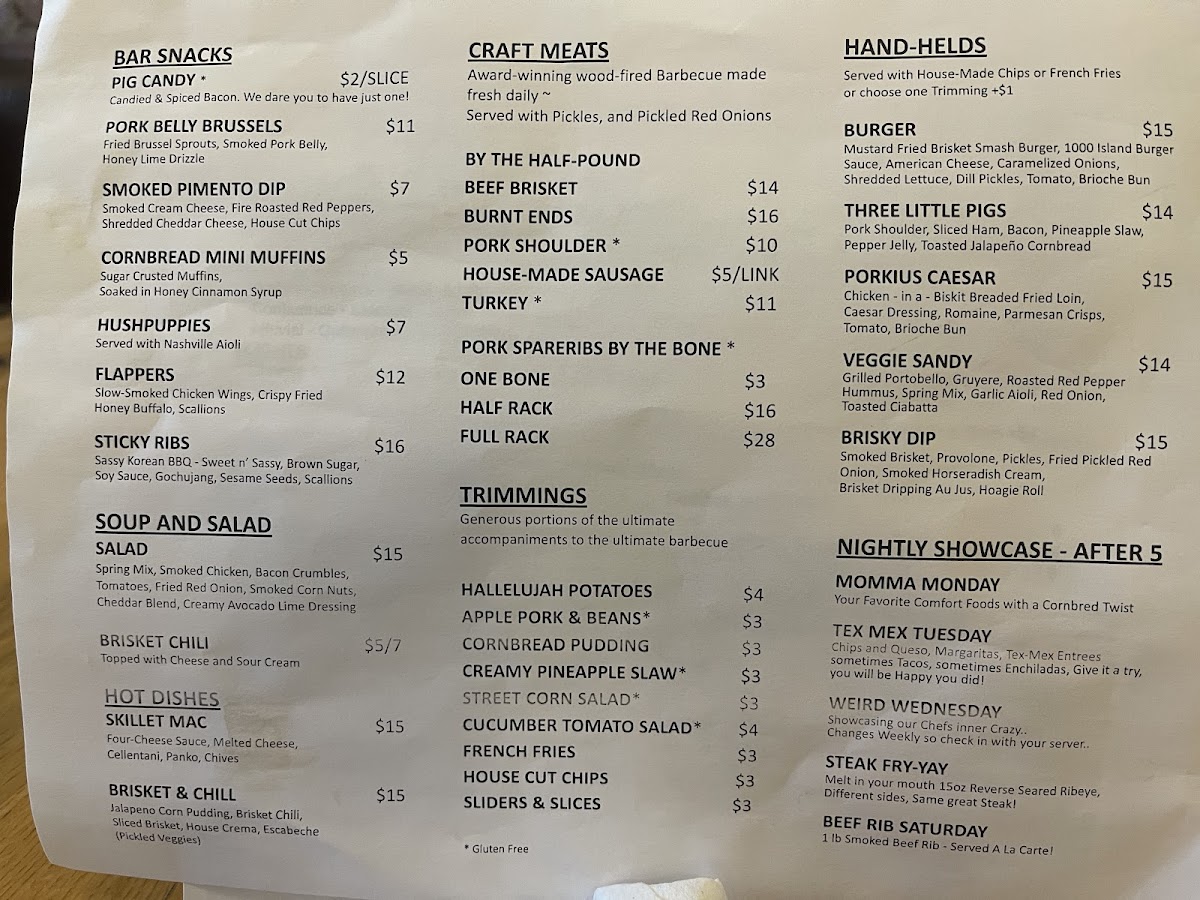 BAR SNACKS
PIG CANDY * $2/SLICE
Candied & Spiced Bacon. We dare you to have just one!
PORK BELLY BRUSSELS $11
Fried Brussel Sprouts, Smoked Pork Belly,
Honey Lime Drizzle
SMOKED PIMENTO DIP $7
Smoked Cream Cheese, Fire Roasted Red Peppers,
Shredded Cheddar Cheese, House Cut Chips
CORNBREAD MINI MUFFINS $5
Sugar Crusted Muffins,
Soaked in Honey Cinnamon Syrup
HUSHPUPPIES $7
Served with Nashville Aioli
FLAPPERS $12
Slow-Smoked Chicken Wings, Crispy Fried
Honey Buffalo, Scallions
STICKY RIBS $16
Sassy Korean BBQ - Sweet n' Sassy, Brown Sugar,
Soy Sauce, Gochujang, Sesame Seeds, Scallions
SOUP AND SALAD
SALAD $15
Spring Mix, Smoked Chicken, Bacon Crumbles,
Tomatoes, Fried Red Onion, Smoked Corn Nuts,
Cheddar Blend, Creamy Avocado Lime Dressing
BRISKET CHILI $5/7
Topped with Cheese and Sour Cream
HOT DISHES
SKILLET MAC $15
Four-Cheese Sauce, Melted Cheese,
Cellentani, Panko, Chives
BRISKET & CHILL $15
Jalapeno Corn Pudding, Brisket Chili,
Sliced Brisket, House Crema, Escabeche
(Pickled Veggies)
CRAFT MEATS
Award-winning wood-fired Barbecue made
fresh daily ~
Served with Pickles, and Pickled Red Onions
BY THE HALF-POUND
BEEF BRISKET $14
BURNT ENDS $16
PORK SHOULDER * $10
HOUSE-MADE SAUSAGE $5/LINK
TURKEY * $11
PORK SPARERIBS BY THE BONE *
ONE BONE $3
HALF RACK $16
FULL RACK $28
TRIMMINGS
Generous portions of the ultimate
accompaniments to the ultimate barbecue
HALLELUJAH POTATOES $4
APPLE PORK & BEANS* $3
CORNBREAD PUDDING $3
CREAMY PINEAPPLE SLAW* $3
STREET CORN SALAD* $3
CUCUMBER TOMATO SALAD* $4
FRENCH FRIES $3
HOUSE CUT CHIPS $3
SLIDERS & SLICES $3
* Gluten Free
HAND-HELDS
Served with House-Made Chips or French Fries
or choose one Trimming +$1
BURGER $15
Mustard Fried Brisket Smash Burger, 1000 Island Burger
Sauce, American Cheese, Caramelized Onions,
Shredded Lettuce, Dill Pickles, Tomato, Brioche Bun
THREE LITTLE PIGS $14
Pork Shoulder, Sliced Ham, Bacon, Pineapple Slaw,
Pepper Jelly, Toasted Jalapeño Cornbread
PORKIUS CAESAR $15
Chicken - in a - Biskit Breaded Fried Loin,
Caesar Dressing, Romaine, Parmesan Crisps,
Tomato, Brioche Bun
VEGGIE SANDY $14
Grilled Portobello, Gruyere, Roasted Red Pepper
Hummus, Spring Mix, Garlic Aioli, Red Onion,
Toasted Ciabatta
BRISKY DIP $15
Smoked Brisket, Provolone, Pickles, Fried Pickled Red
Onion, Smoked Horseradish Cream,
Brisket Dripping Au Jus, Hoagie Roll
NIGHTLY SHOWCASE - AFTER 5
MOMMA MONDAY
Your Favorite Comfort Foods with a Cornbred Twist
TEX MEX TUESDAY
Chips and Queso, Margaritas, Tex-Mex Entrees
sometimes Tacos, sometimes Enchiladas, Give it a try,
you will be Happy you did!
WEIRD WEDNESDAY
Showcasing our Chefs inner Crazy..
Changes Weekly so check in with your server..
STEAK FRY-YAY
Melt in your mouth 15oz Reverse Seared Ribeye,
Different sides, Same great Steak!
BEEF RIB SATURDAY
1 lb Smoked Beef Rib - Served A La Carte!